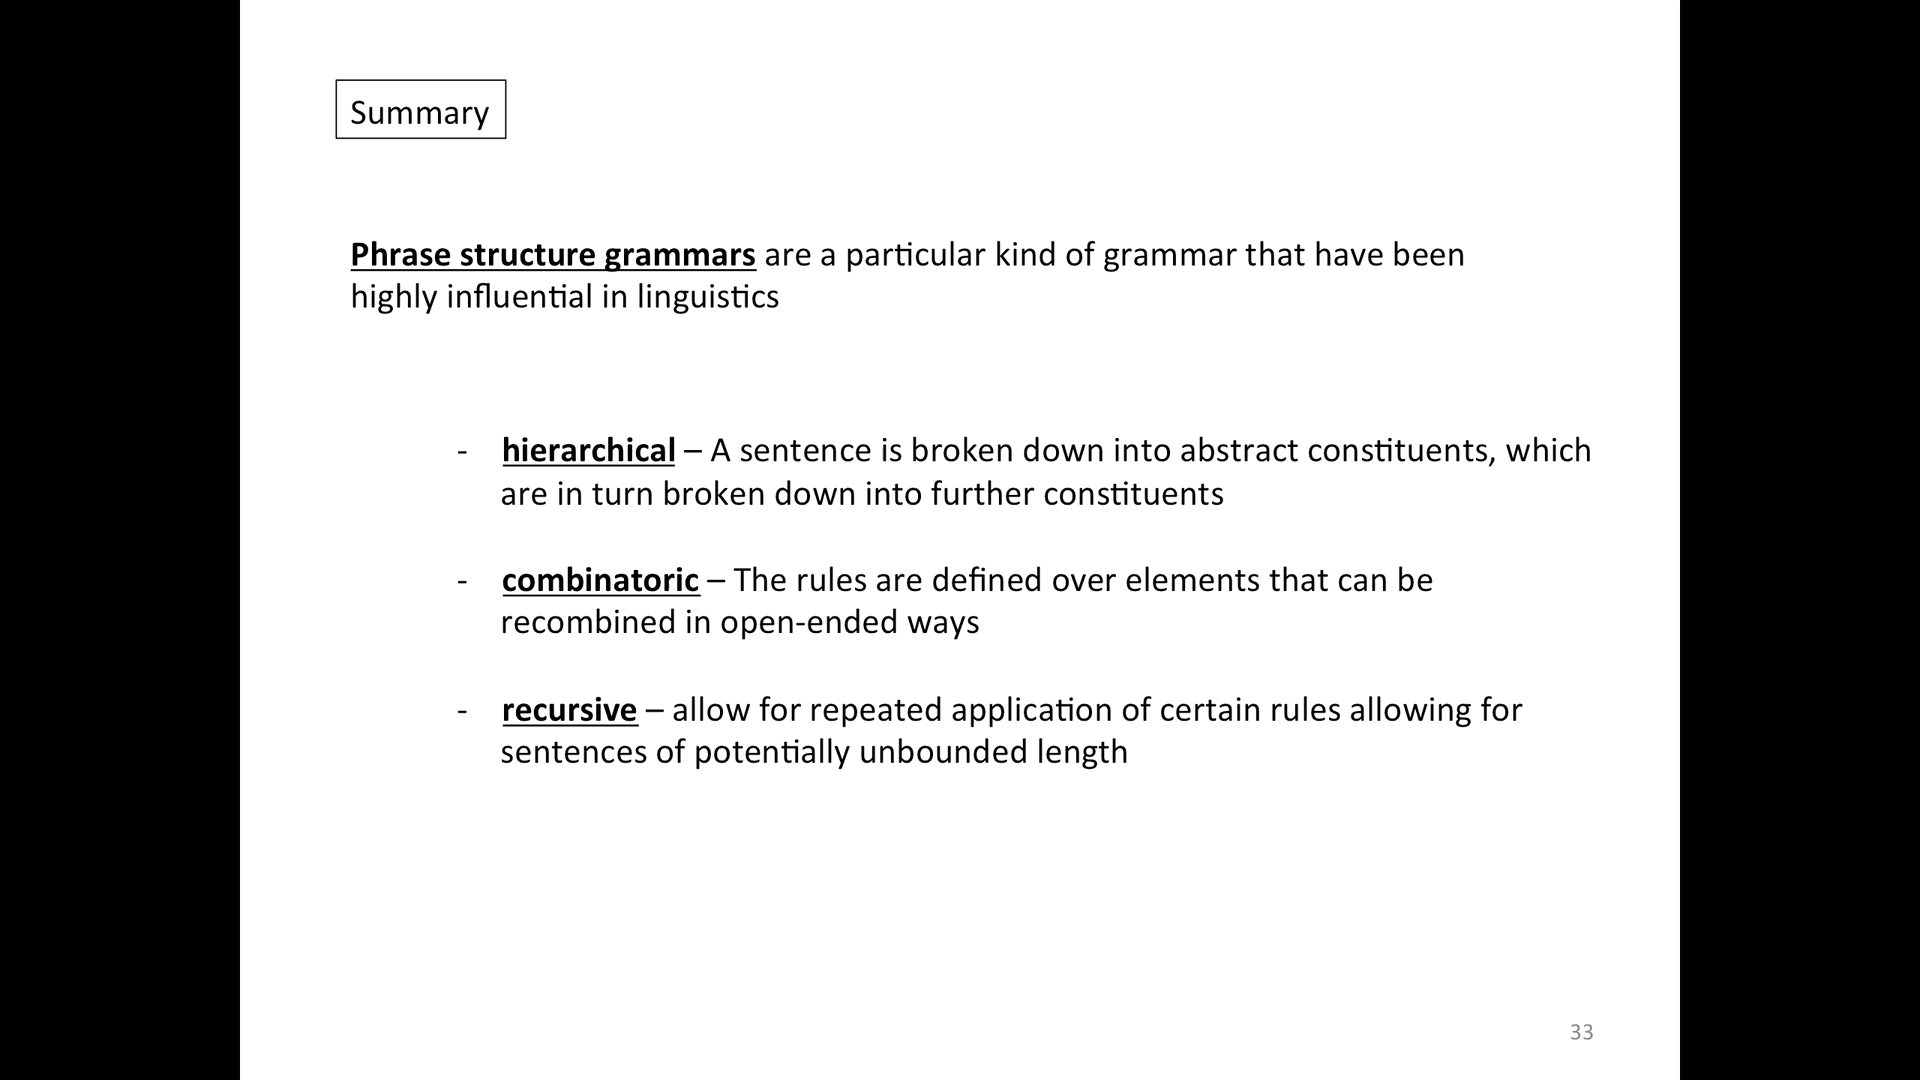 Summary
Phrase structure grammars are a particular kind of grammar that have been
highly influential in linguistics
- hierarchical – A sentence is broken down into abstract constituents, which
are in turn broken down into further constituents
- combinatoric – The rules are defined over elements that can be
recombined in open-ended ways
- recursive – allow for repeated application of certain rules allowing for
sentences of potentially unbounded length
33